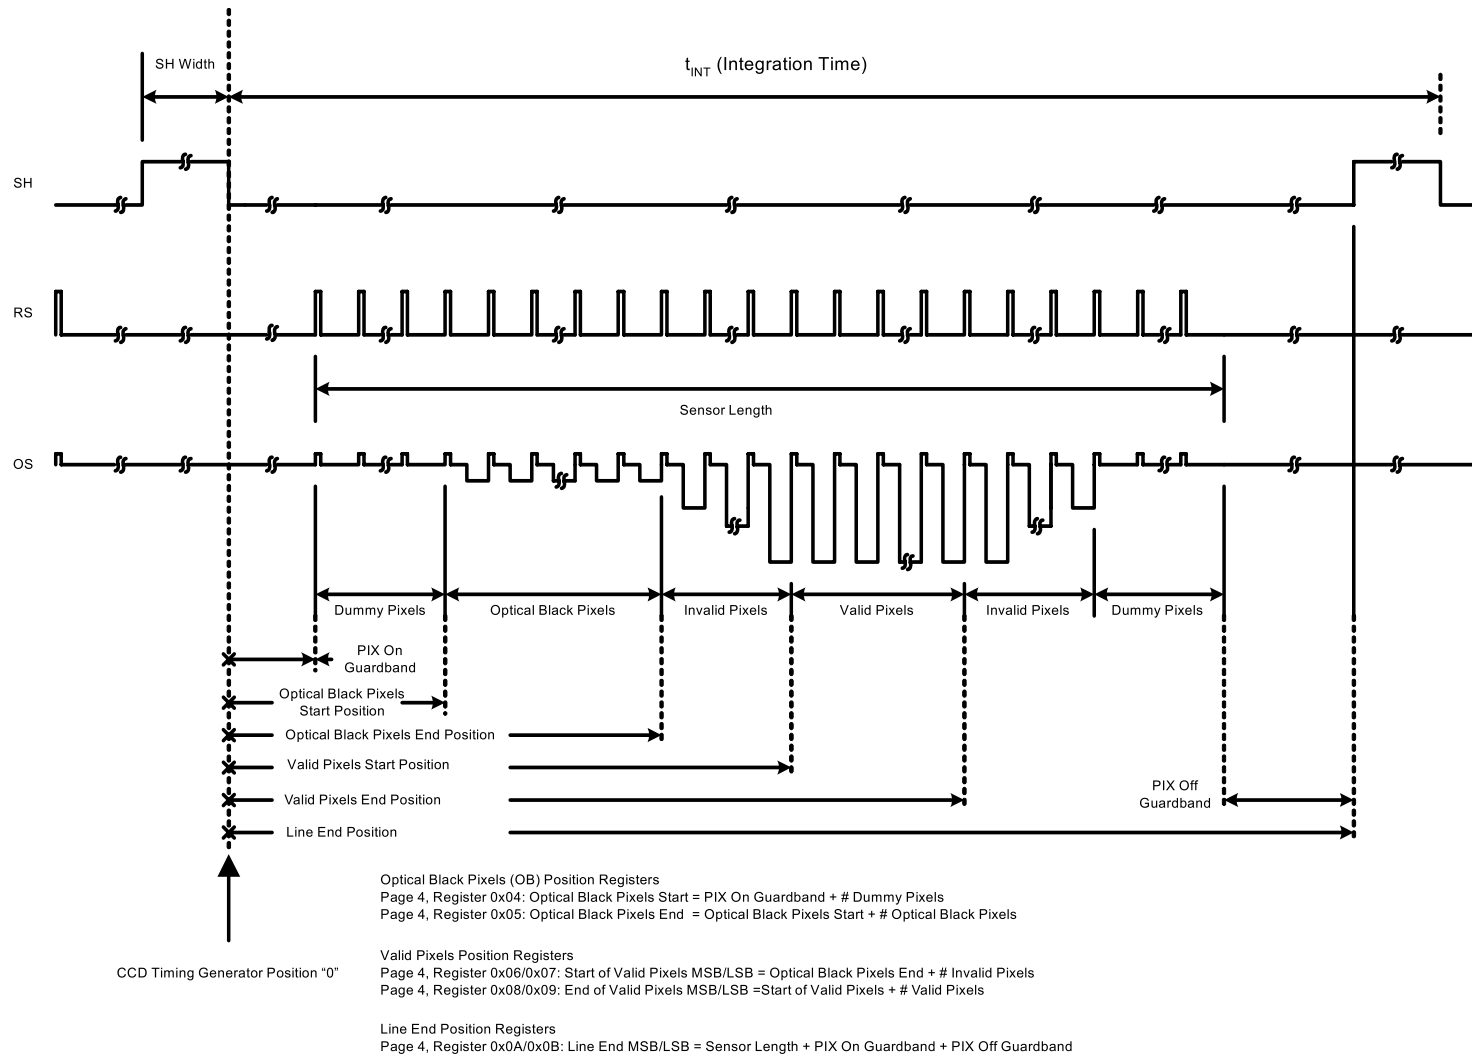 SH Width
tINT (Integration Time)
SH
RS
Sensor Length
OS
Dummy Pixels
Optical Black Pixels
Invalid Pixels
Valid Pixels
Invalid Pixels
Dummy Pixels
PIX On
Guardband
Optical Black Pixels
Start Position
Optical Black Pixels End Position
Valid Pixels Start Position
Valid Pixels End Position
PIX Off
Guardband
Line End Position
CCD Timing Generator Position “0”
Optical Black Pixels (OB) Position Registers
Page 4, Register 0x04: Optical Black Pixels Start = PIX On Guardband + # Dummy Pixels
Page 4, Register 0x05: Optical Black Pixels End = Optical Black Pixels Start + # Optical Black Pixels
Valid Pixels Position Registers
Page 4, Register 0x06/0x07: Start of Valid Pixels MSB/LSB = Optical Black Pixels End + # Invalid Pixels
Page 4, Register 0x08/0x09: End of Valid Pixels MSB/LSB =Start of Valid Pixels + # Valid Pixels
Line End Position Registers
Page 4, Register 0x0A/0x0B: Line End MSB/LSB = Sensor Length + PIX On Guardband + PIX Off Guardband